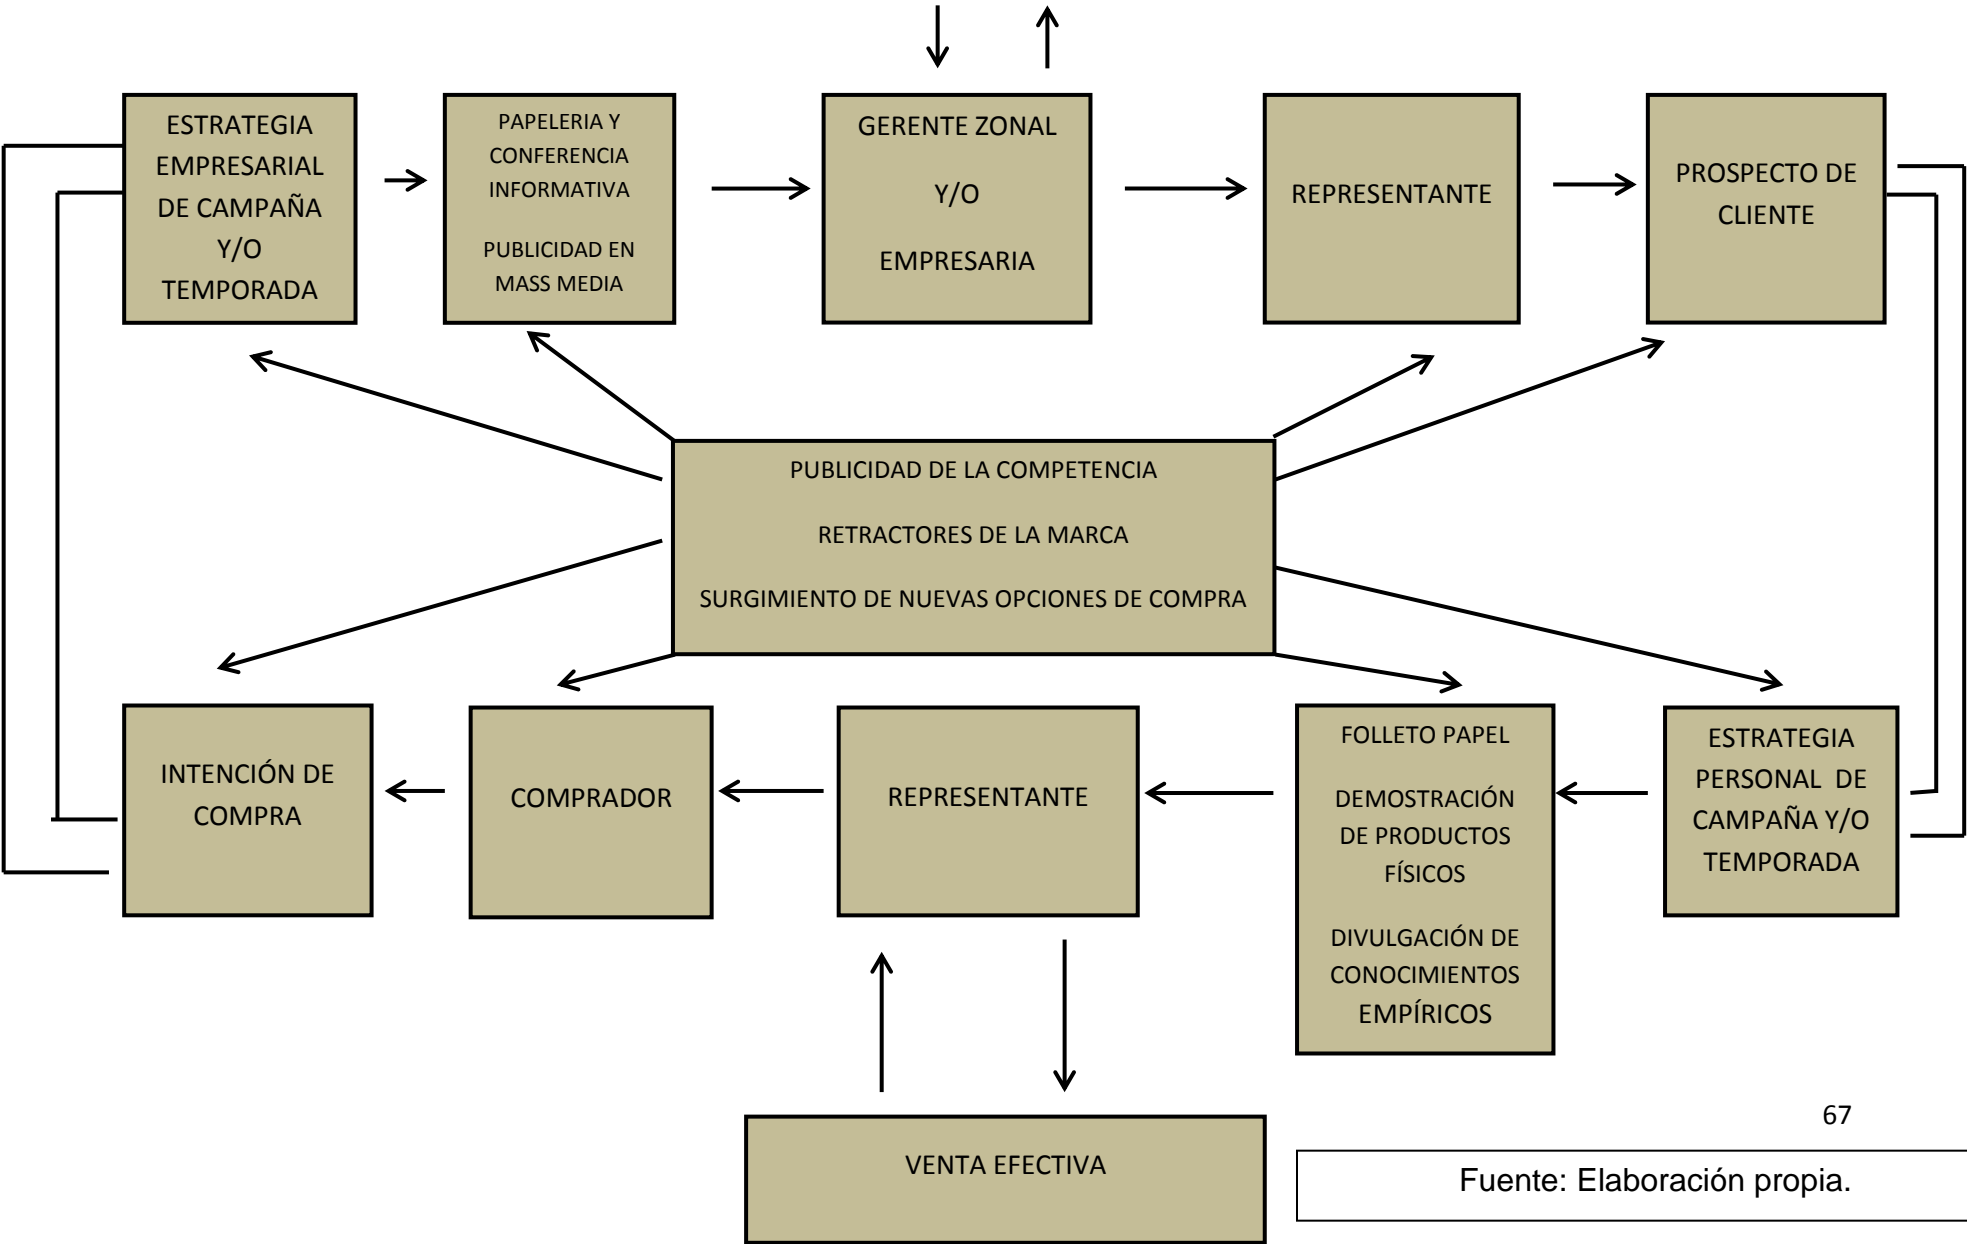 ESTRATEGIA
EMPRESARIAL
DE CAMPAÑA
Y/O
TEMPORADA
PAPELERIA Y
CONFERENCIA
INFORMATIVA
PUBLICIDAD EN
MASS MEDIA
GERENTE ZONAL
Y/O
EMPRESARIA
REPRESENTANTE
PROSPECTO DE
CLIENTE
PUBLICIDAD DE LA COMPETENCIA
RETRACTORES DE LA MARCA
SURGIMIENTO DE NUEVAS OPCIONES DE COMPRA
INTENCIÓN DE
COMPRA
COMPRADOR
REPRESENTANTE
FOLLETO PAPEL
DEMOSTRACIÓN
DE PRODUCTOS
FÍSICOS
DIVULGACIÓN DE
CONOCIMIENTOS
EMPÍRICOS
ESTRATEGIA
PERSONAL DE
CAMPAÑA Y/O
TEMPORADA
VENTA EFECTIVA
67
Fuente: Elaboración propia.